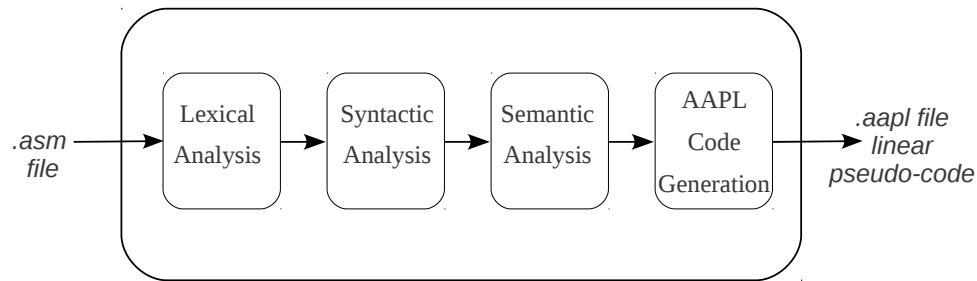 .asm
file
Lexical
Analysis
Syntactic
Analysis
Semantic
Analysis
AAPL
Code
Generation
.aapl file
linear
pseudo-code